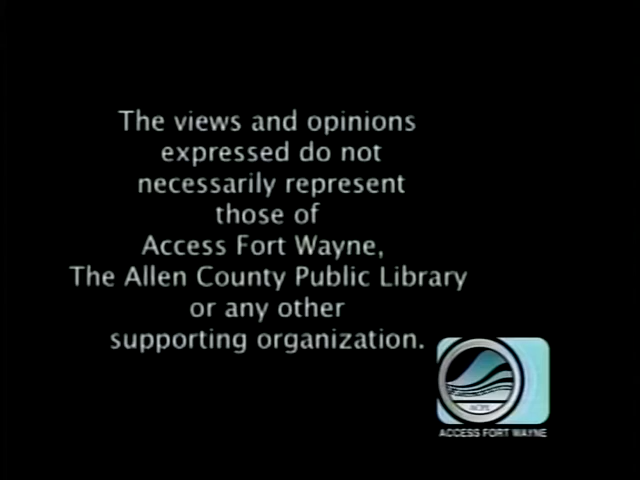 The views and opinions
expressed do not
necessarily represent
those of
Access Fort Wayne,
The Allen County Public Library
or any other
supporting organization.
ACPL
ACCESS FORT WAYNE